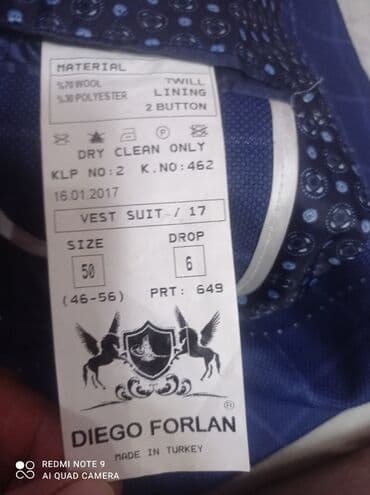 MATERIAL
%70 WOOL TWILL
%30 POLYESTER LINING
2 BUTTON
P
DRY CLEAN ONLY
KLP NO:2 K.NO:462
16.01.2017
VEST SUIT / 17
SIZE DROP
50 6
(46-56) PRT: 649
DIEGO FORLAN
®
MADE IN TURKEY
REDMI NOTE 9
AI QUAD CAMERA